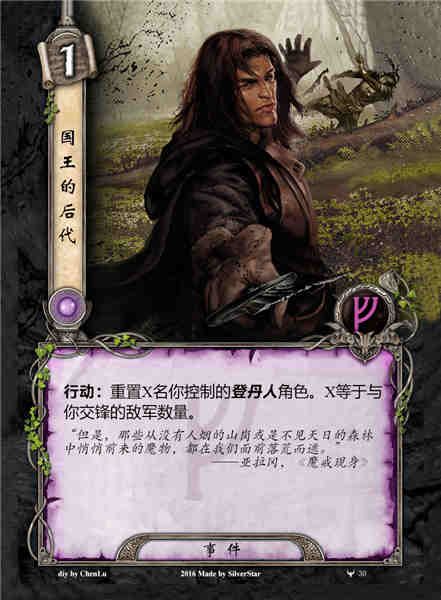 1
国王的后代
行动：重置X名你控制的登丹人角色。X等于与
你交锋的敌军数量。
“但是，那些从没有人烟的山岗或是不见天日的森林
中悄悄前来的魔物，都在我们面前落荒而逃。”
——亚拉冈，《魔戒现身》
事件
diy by ChenLu
2016 Made by SilverStar
30